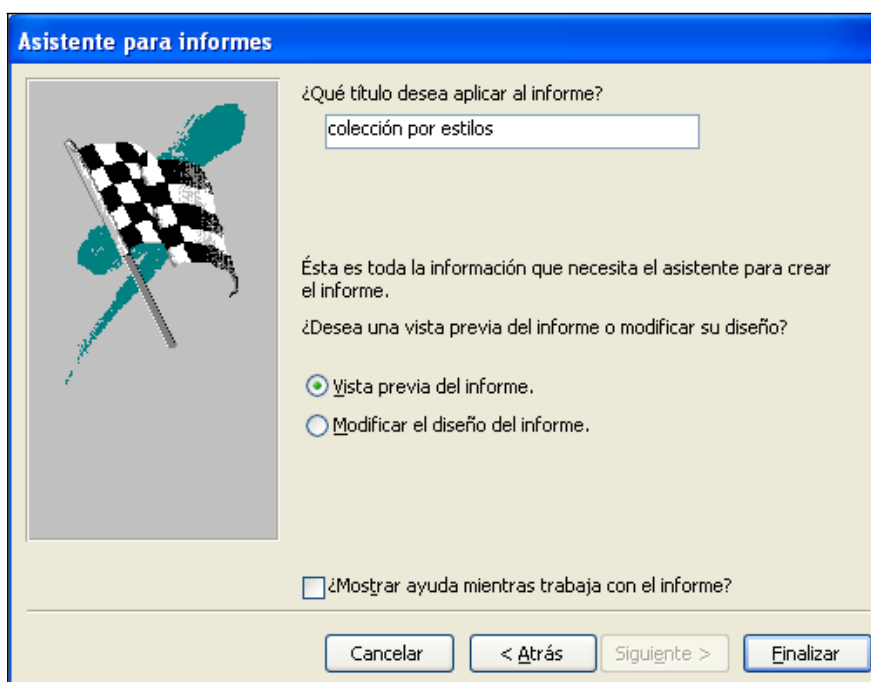 Asistente para informes
¿Qué título desea aplicar al informe?
colección por estilos
Ésta es toda la información que necesita el asistente para crear
el informe.
¿Desea una vista previa del informe o modificar su diseño?
Vista previa del informe.
Modificar el diseño del informe.
¿Mostrar ayuda mientras trabaja con el informe?
Cancelar
< Atrás
Siguiente >
Finalizar